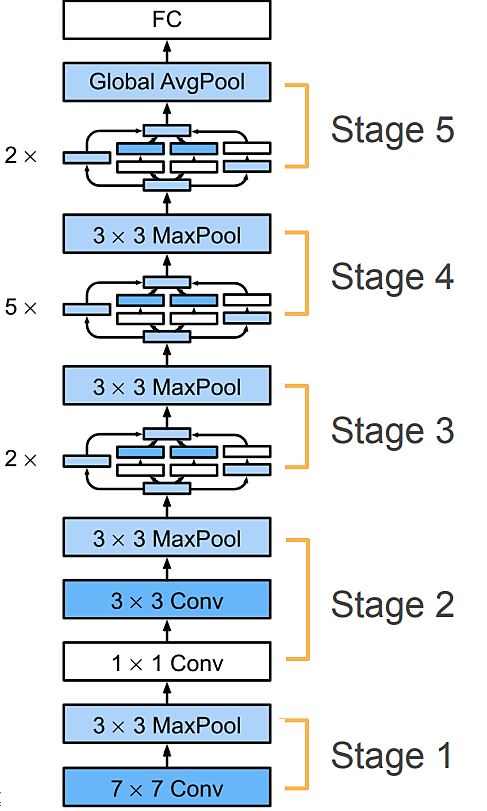 FC
Global AvgPool
Stage 5
2 ×
3 × 3 MaxPool
Stage 4
5 ×
3 × 3 MaxPool
Stage 3
2 ×
3 × 3 MaxPool
3 × 3 Conv
Stage 2
1 × 1 Conv
3 × 3 MaxPool
Stage 1
7 × 7 Conv